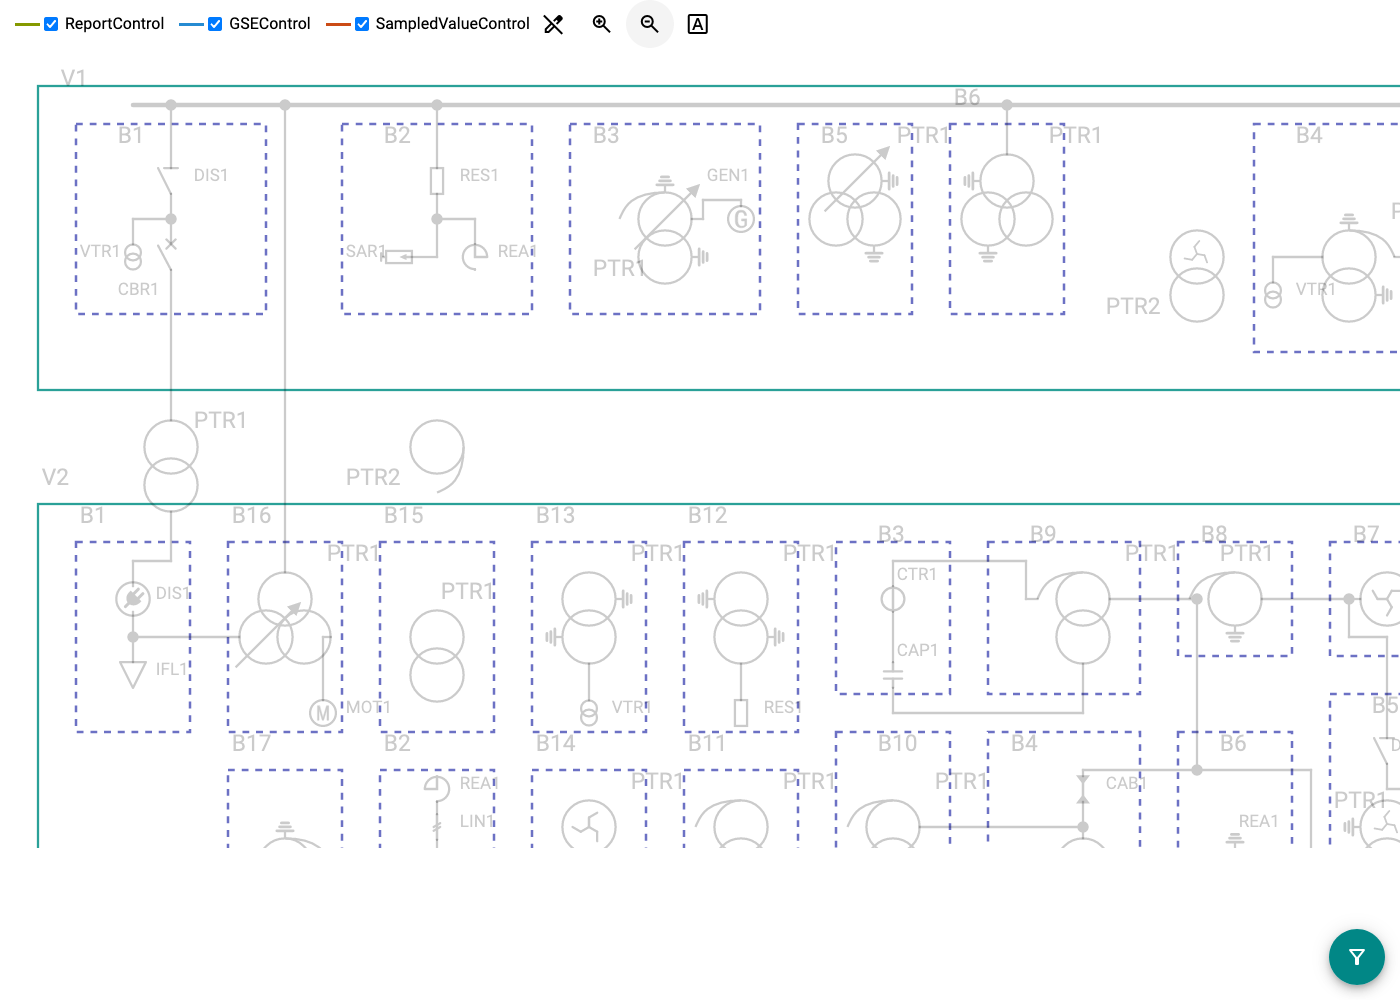 ReportControl GSEControl SampledValueControl A
V1
B6
B1 B2 B3 B5 PTR1 PTR1 B4
DIS1 RES1 GEN1
G
VTR1 SAR1 REA1
PTR1
CBR1 VTR1
PTR2
PTR1
V2 PTR2
B1 B16 B15 B13 B12
B3 B9 B8 B7
PTR1 PTR1 PTR1 PTR1 PTR1
CTR1
DIS1 PTR1
CAP1
IFL1
M MOT1 VTR1 RES1
B5
B17 B2 B14 B11 B10 B4 B6
PTR1 PTR1 PTR1
REA1 CAB1
PTR1
LIN1 REA1